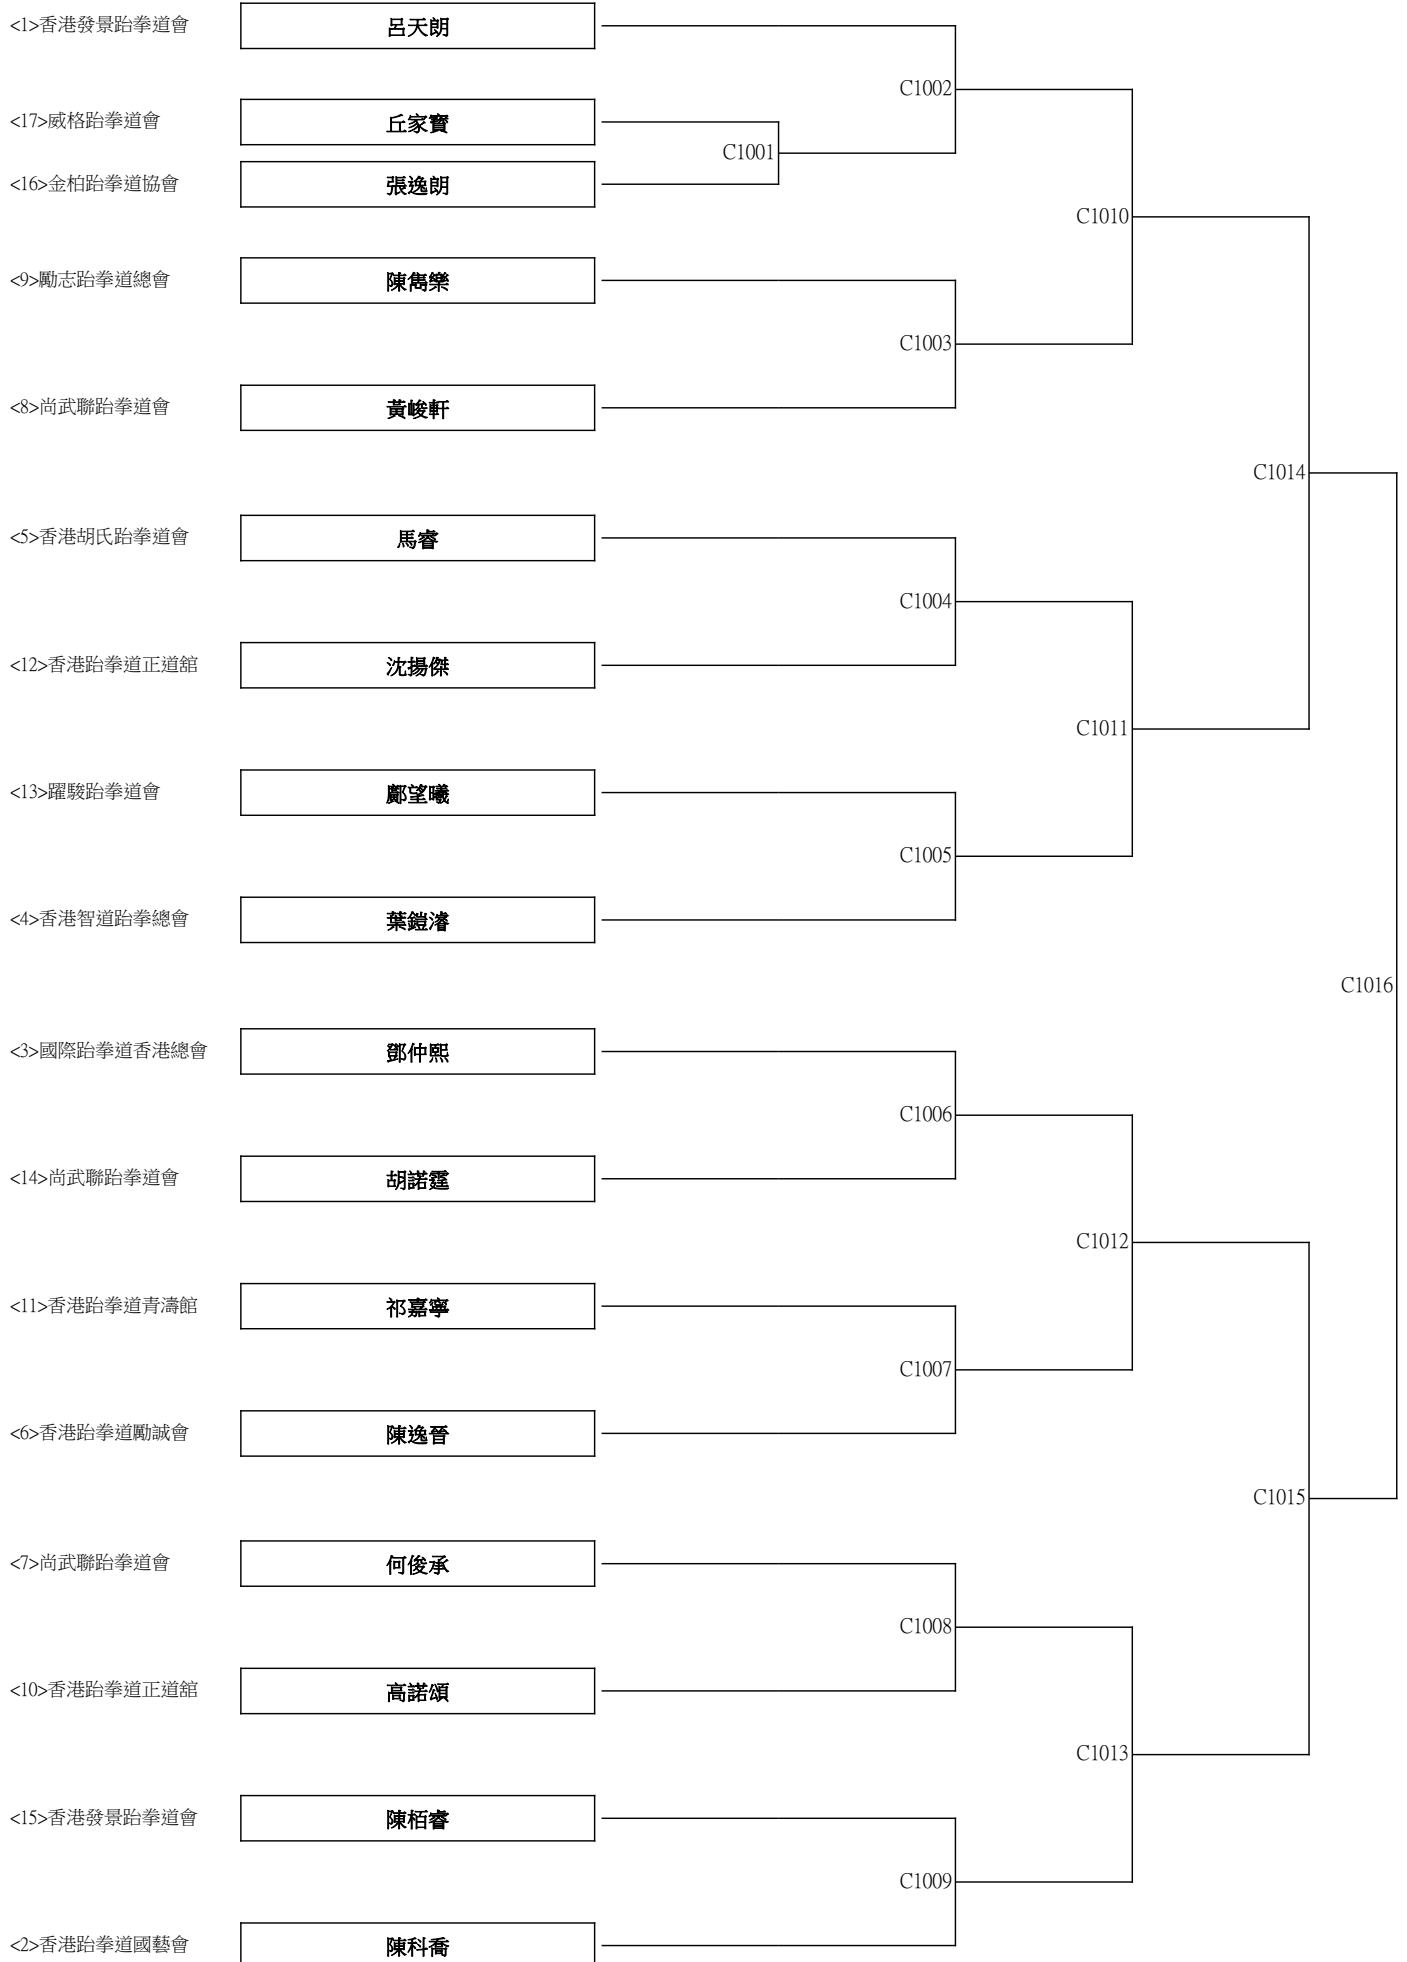 <1>香港發景跆拳道會 呂天朗
C1002
<17>威格跆拳道會 丘家寶
C1001
<16>金柏跆拳道協會 張逸朗
C1010
<9>勵志跆拳道總會 陳雋樂
C1003
<8>尚武聯跆拳道會 黃峻軒
C1014
<5>香港胡氏跆拳道會 馬睿
C1004
<12>香港跆拳道正道舘 沈揚傑
C1011
<13>躍駿跆拳道會 鄺望曦
C1005
<4>香港智道跆拳總會 葉鎧濬
C1016
<3>國際跆拳道香港總會 鄧仲熙
C1006
<14>尚武聯跆拳道會 胡諾霆
C1012
<11>香港跆拳道青濤館 祁嘉寧
C1007
<6>香港跆拳道勵誠會 陳逸晉
C1015
<7>尚武聯跆拳道會 何俊承
C1008
<10>香港跆拳道正道舘 高諾頌
C1013
<15>香港發景跆拳道會 陳栢睿
C1009
<2>香港跆拳道國藝會 陳科喬